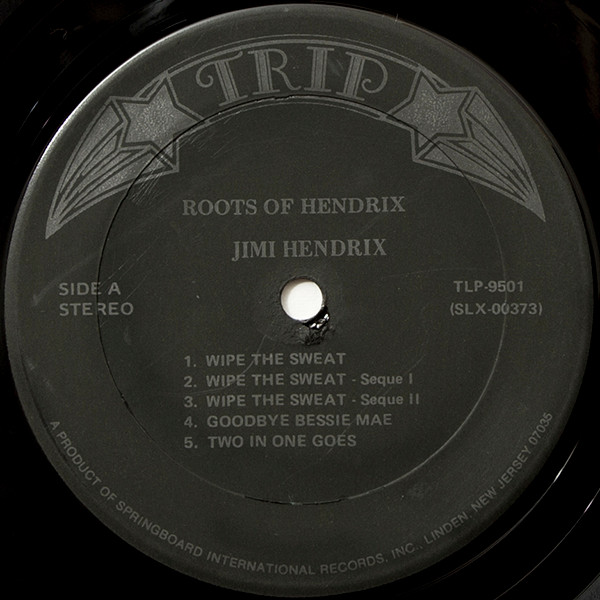 TRIP
ROOTS OF HENDRIX
JIMI HENDRIX
SIDE A
STEREO
TLP-9501
(SLX-00373)
1. WIPE THE SWEAT
2. WIPE THE SWEAT - Seque I
3. WIPE THE SWEAT - Seque II
4. GOODBYE BESSIE MAE
5. TWO IN ONE GOES
A PRODUCT OF SPRINGBOARD INTERNATIONAL RECORDS, INC., LINDEN, NEW JERSEY 07036